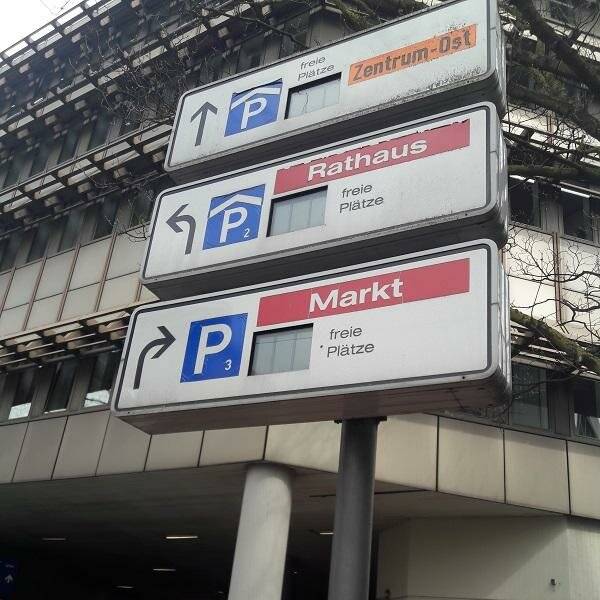 P
freie
Plätze
Zentrum-Ost
P
2
Rathaus
freie
Plätze
P
3
Markt
freie
Plätze